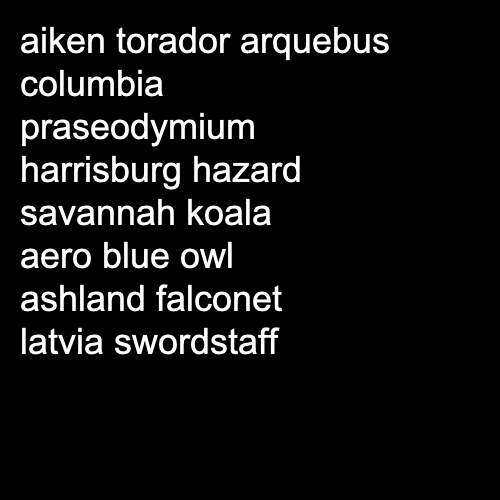 aiken torador arquebus
columbia
praseodymium
harrisburg hazard
savannah koala
aero blue owl
ashland falconet
latvia swordstaff